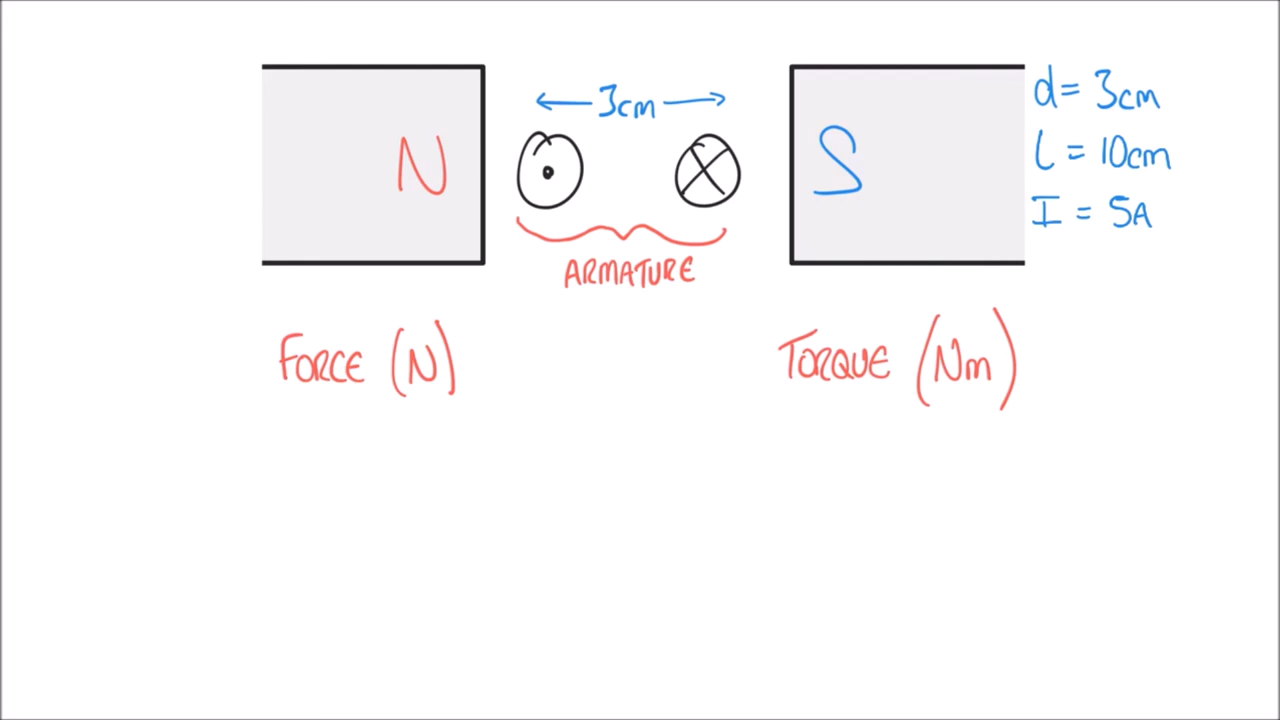 3cm
N
S
ARMATURE
d = 3cm
l = 10cm
I = 5A
FORCE (N)
TORQUE (Nm)